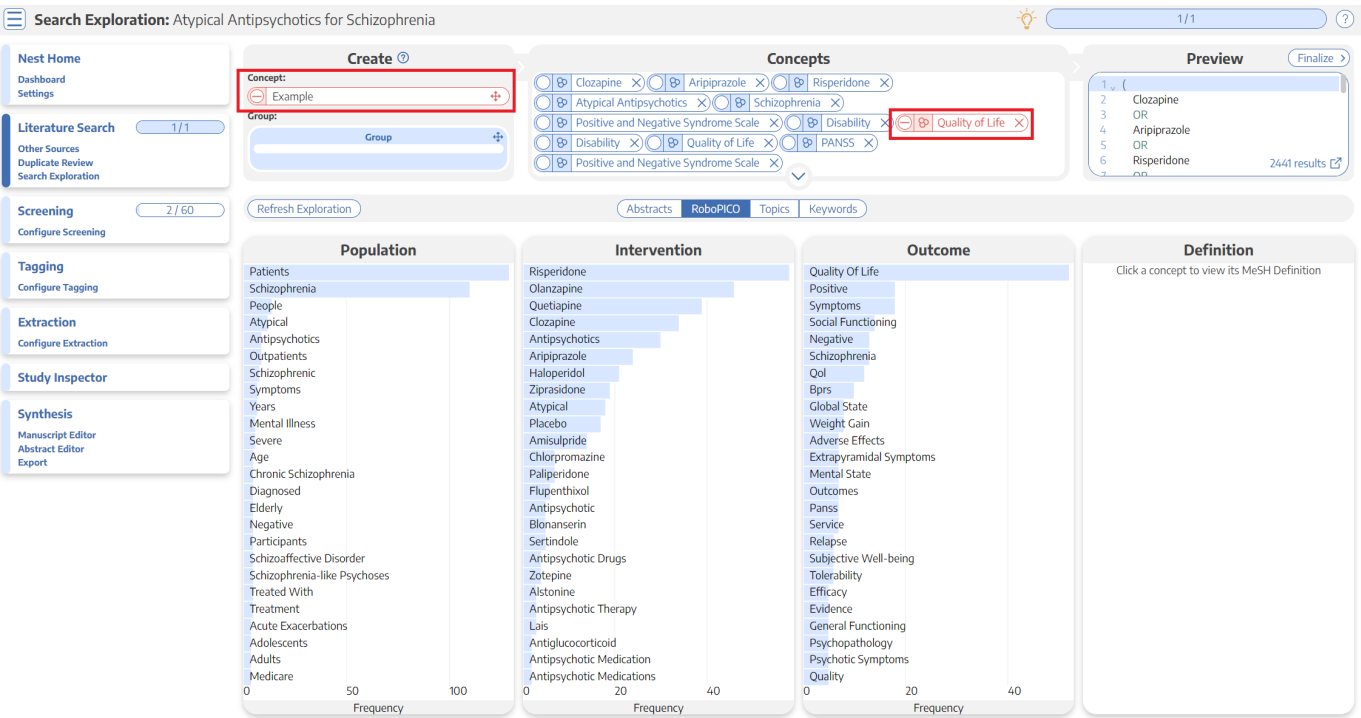 Search Exploration: Atypical Antipsychotics for Schizophrenia
1/1
?
Nest Home
Dashboard
Settings
Literature Search 1/1
Other Sources
Duplicate Review
Search Exploration
Screening 2/60
Configure Screening
Tagging
Configure Tagging
Extraction
Configure Extraction
Study Inspector
Synthesis
Manuscript Editor
Abstract Editor
Export
Create ?
Concept:
Example
Group:
Group
Concepts
Clozapine Aripiprazole Risperidone
Atypical Antipsychotics Schizophrenia
Positive and Negative Syndrome Scale Disability Quality of Life
Disability Quality of Life PANSS
Positive and Negative Syndrome Scale
Preview Finalize
1 (
2 Clozapine
3 OR
4 Aripiprazole
5 OR
6 Risperidone
7 OR
2441 results
Refresh Exploration
Abstracts RoboPICO Topics Keywords
Population
Patients
Schizophrenia
People
Atypical
Antipsychotics
Outpatients
Schizophrenic
Symptoms
Years
Mental Illness
Severe
Age
Chronic Schizophrenia
Diagnosed
Elderly
Negative
Participants
Schizoaffective Disorder
Schizophrenia-like Psychoses
Treated With
Treatment
Acute Exacerbations
Adolescents
Adults
Medicare
0 50 100
Frequency
Intervention
Risperidone
Olanzapine
Quetiapine
Clozapine
Antipsychotics
Aripiprazole
Haloperidol
Ziprasidone
Atypical
Placebo
Amisulpride
Chlorpromazine
Paliperidone
Flupenthixol
Antipsychotic
Blonanserin
Sertindole
Antipsychotic Drugs
Zotepine
Alstonine
Antipsychotic Therapy
Lais
Antiglucocorticoid
Antipsychotic Medication
Antipsychotic Medications
0 20 40
Frequency
Outcome
Quality Of Life
Positive
Symptoms
Social Functioning
Negative
Schizophrenia
Qol
Bprs
Global State
Weight Gain
Adverse Effects
Extrapyramidal Symptoms
Mental State
Outcomes
Panss
Service
Relapse
Subjective Well-being
Tolerability
Efficacy
Evidence
General Functioning
Psychopathology
Psychotic Symptoms
Quality
0 20 40
Frequency
Definition
Click a concept to view its MeSH Definition